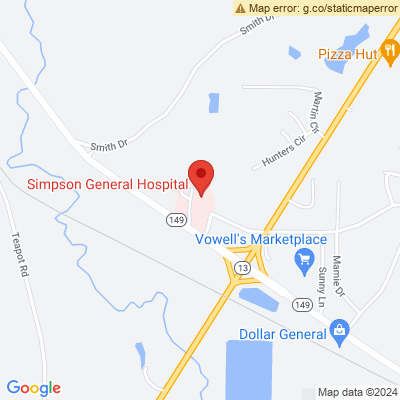 Map error: g.co/staticmaperror
Smith Dr
Pizza Hut
Martin Cir
Smith Dr
Hunters Cir
Simpson General Hospital
149
Vowell's Marketplace
Teapot Rd
13
Sunny Ln
Mamie Dr
149
Dollar General
Google
Map data ©2024